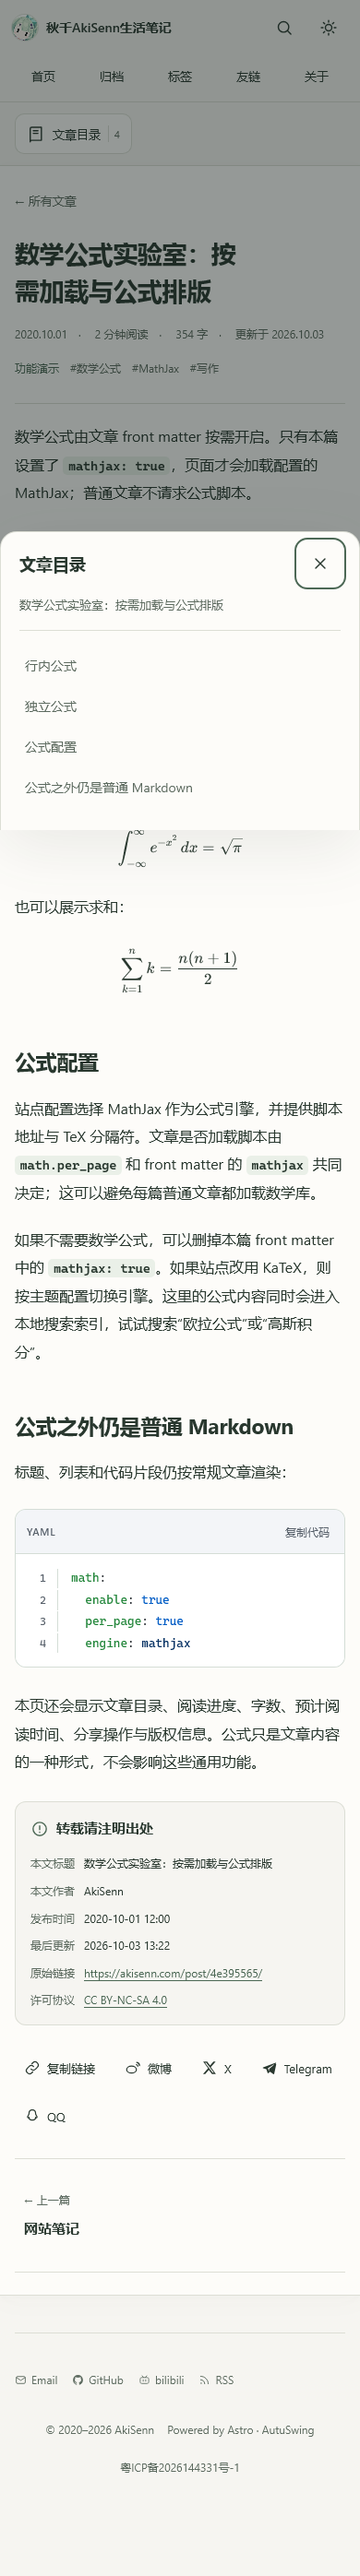 秋千AkiSenn生活笔记
首页 归档 标签 友链 关于
文章目录 4
← 所有文章
数学公式实验室：按
需加载与公式排版
2020.10.01 · 2 分钟阅读 · 354 字 · 更新于 2026.10.03
功能演示 #数学公式 #MathJax #写作
数学公式由文章 front matter 按需开启。只有本篇
设置了 mathjax: true，页面才会加载配置的
MathJax；普通文章不请求公式脚本。
文章目录
数学公式实验室：按需加载与公式排版
行内公式
独立公式
公式配置
公式之外仍是普通 Markdown
∫_{−∞}^{∞} e^{−x^2} dx = √π
也可以展示求和：
∑_{k=1}^{n} k = n(n + 1)/2
公式配置
站点配置选择 MathJax 作为公式引擎，并提供脚本
地址与 TeX 分隔符。文章是否加载脚本由
math.per_page 和 front matter 的 mathjax 共同
决定；这可以避免每篇普通文章都加载数学库。
如果不需要数学公式，可以删掉本篇 front matter
中的 mathjax: true。如果站点改用 KaTeX，则
按主题配置切换引擎。这里的公式内容同时会进入
本地搜索索引，试试搜索“欧拉公式”或“高斯积
分”。
公式之外仍是普通 Markdown
标题、列表和代码片段仍按常规文章渲染：
YAML 复制代码
1 math:
2 enable: true
3 per_page: true
4 engine: mathjax
本页还会显示文章目录、阅读进度、字数、预计阅
读时间、分享操作与版权信息。公式只是文章内容
的一种形式，不会影响这些通用功能。
转载请注明出处
本文标题 数学公式实验室：按需加载与公式排版
本文作者 AkiSenn
发布时间 2020-10-01 12:00
最后更新 2026-10-03 13:22
原始链接 https://akisenn.com/post/4e395565/
许可协议 CC BY-NC-SA 4.0
复制链接 微博 X Telegram
QQ
← 上一篇
网站笔记
Email GitHub bilibili RSS
© 2020–2026 AkiSenn Powered by Astro · AutuSwing
粤ICP备2026144331号-1